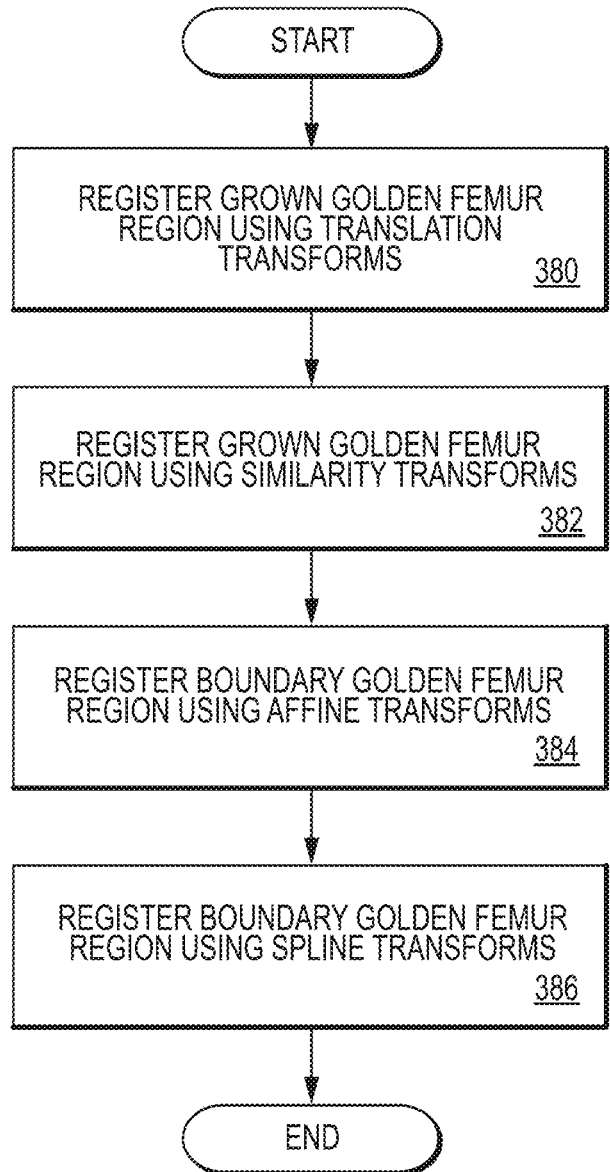 START
REGISTER GROWN GOLDEN FEMUR
REGION USING TRANSLATION
TRANSFORMS
380
REGISTER GROWN GOLDEN FEMUR
REGION USING SIMILARITY TRANSFORMS
382
REGISTER BOUNDARY GOLDEN FEMUR
REGION USING AFFINE TRANSFORMS
384
REGISTER BOUNDARY GOLDEN FEMUR
REGION USING SPLINE TRANSFORMS
386
END